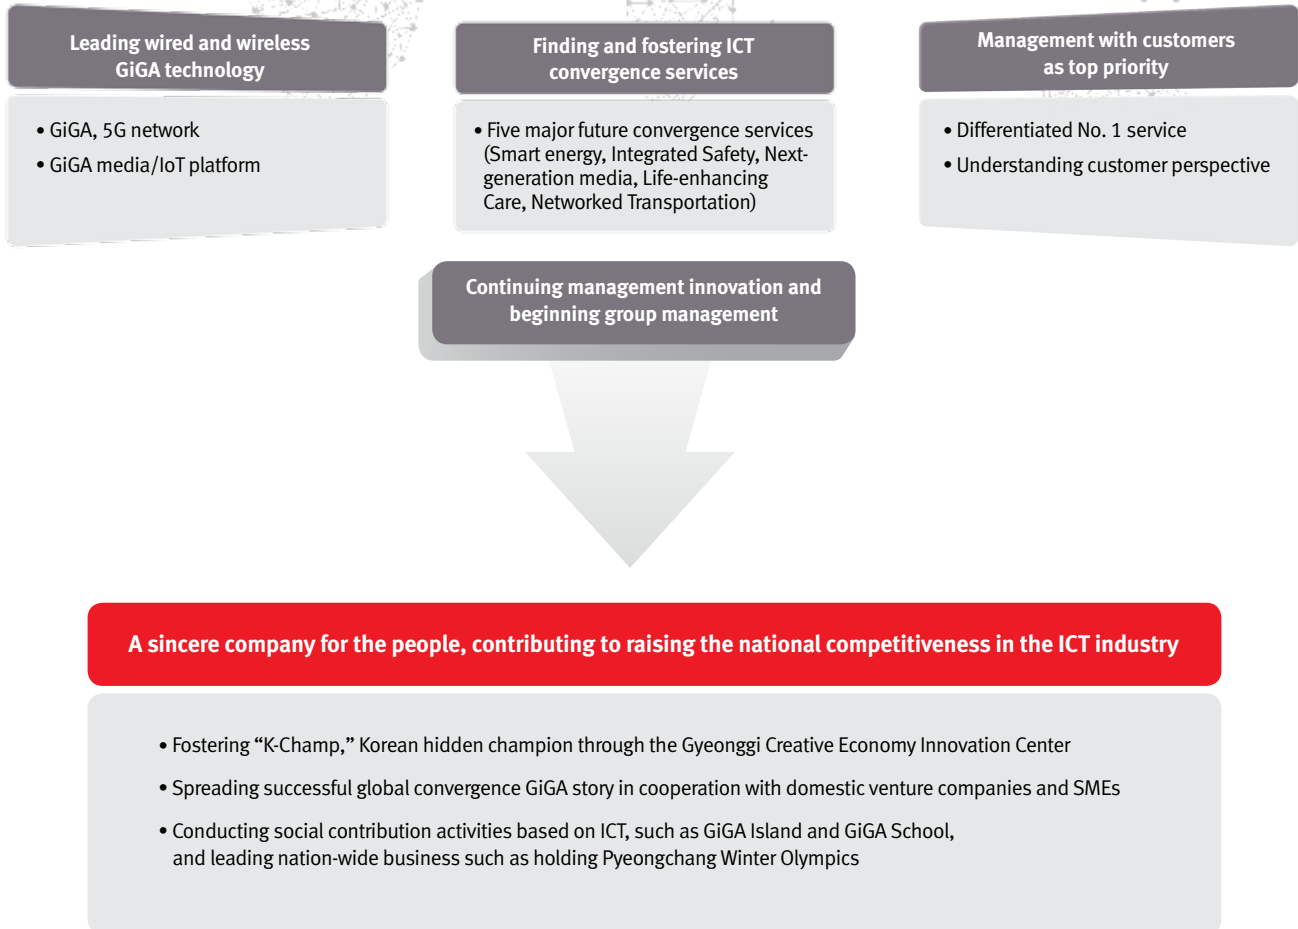 Leading wired and wireless
GiGA technology
• GiGA, 5G network
• GiGA media/IoT platform
Finding and fostering ICT
convergence services
• Five major future convergence services
(Smart energy, Integrated Safety, Next-
generation media, Life-enhancing
Care, Networked Transportation)
Management with customers
as top priority
• Differentiated No. 1 service
• Understanding customer perspective
Continuing management innovation and
beginning group management
A sincere company for the people, contributing to raising the national competitiveness in the ICT industry
• Fostering “K-Champ,” Korean hidden champion through the Gyeonggi Creative Economy Innovation Center
• Spreading successful global convergence GiGA story in cooperation with domestic venture companies and SMEs
• Conducting social contribution activities based on ICT, such as GiGA Island and GiGA School,
and leading nation-wide business such as holding Pyeongchang Winter Olympics